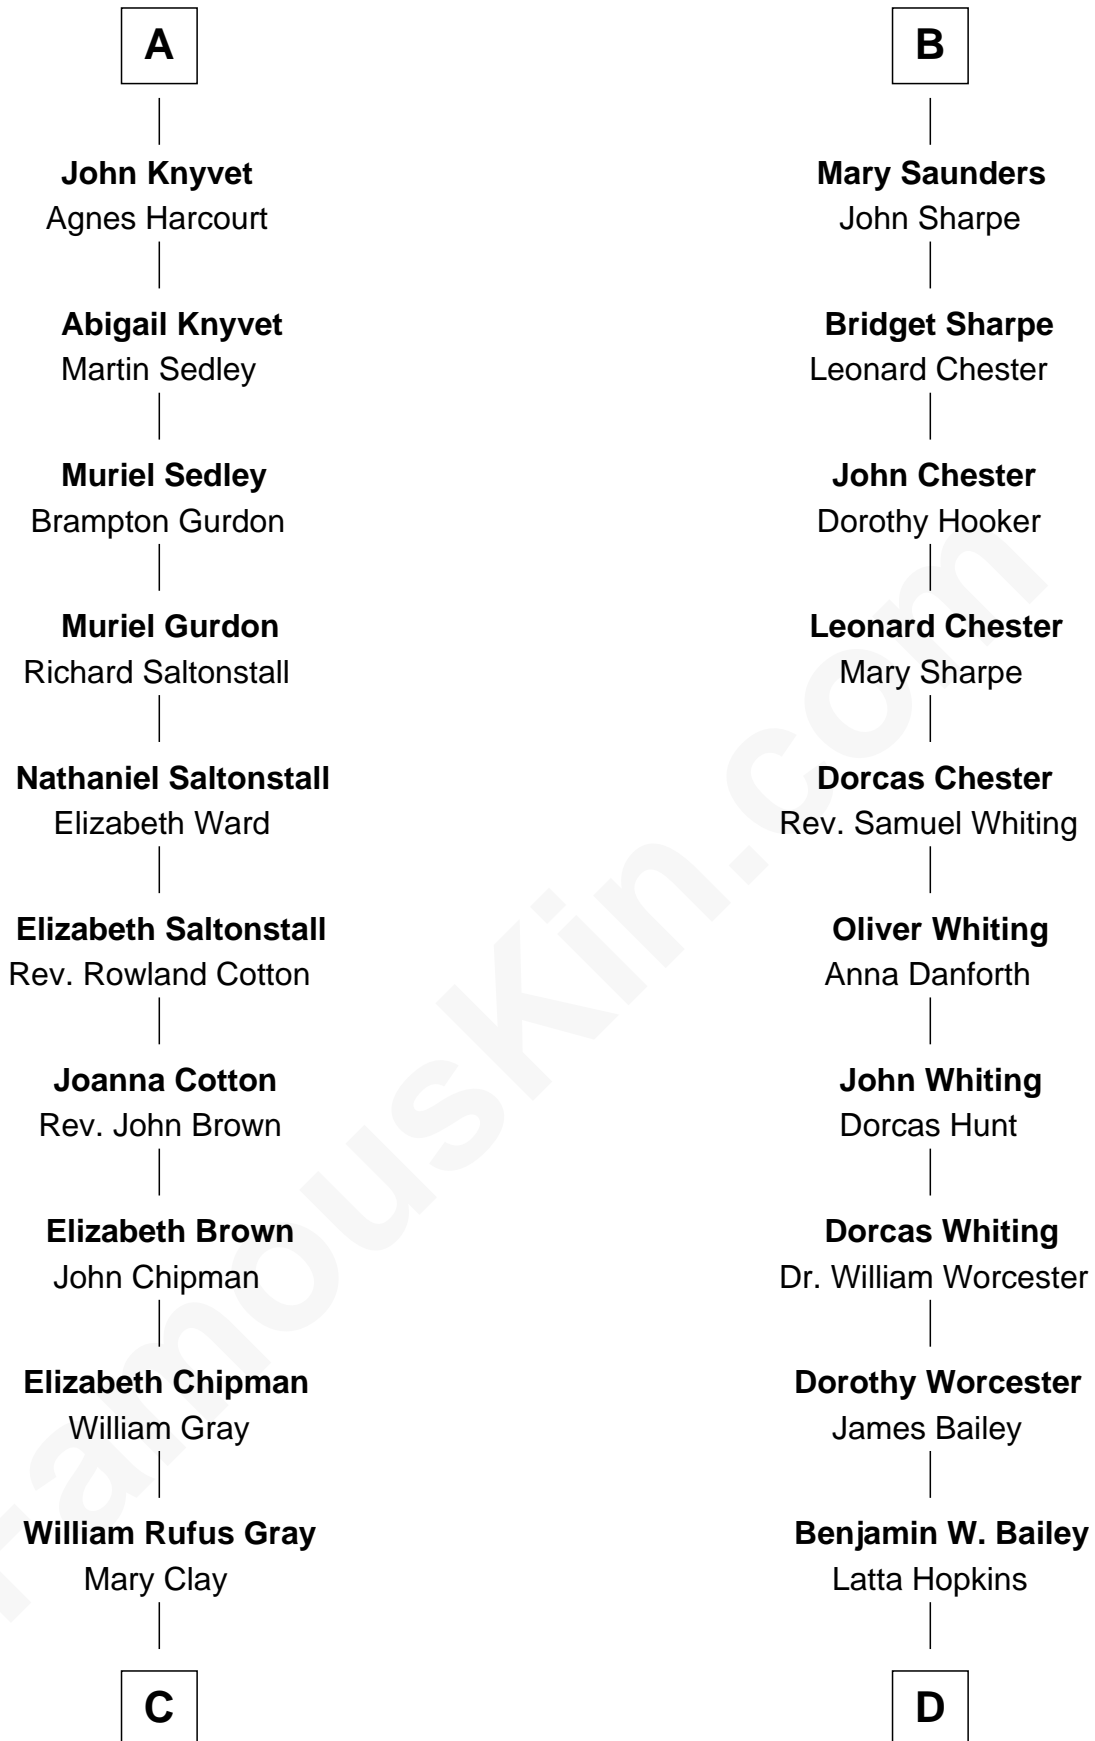 A
John Knyvet
Agnes Harcourt
Abigail Knyvet
Martin Sedley
Muriel Sedley
Brampton Gurdon
Muriel Gurdon
Richard Saltonstall
Nathaniel Saltonstall
Elizabeth Ward
Elizabeth Saltonstall
Rev. Rowland Cotton
Joanna Cotton
Rev. John Brown
Elizabeth Brown
John Chipman
Elizabeth Chipman
William Gray
William Rufus Gray
Mary Clay
C
B
Mary Saunders
John Sharpe
Bridget Sharpe
Leonard Chester
John Chester
Dorothy Hooker
Leonard Chester
Mary Sharpe
Dorcas Chester
Rev. Samuel Whiting
Oliver Whiting
Anna Danforth
John Whiting
Dorcas Hunt
Dorcas Whiting
Dr. William Worcester
Dorothy Worcester
James Bailey
Benjamin W. Bailey
Latta Hopkins
D
FamousKin.com